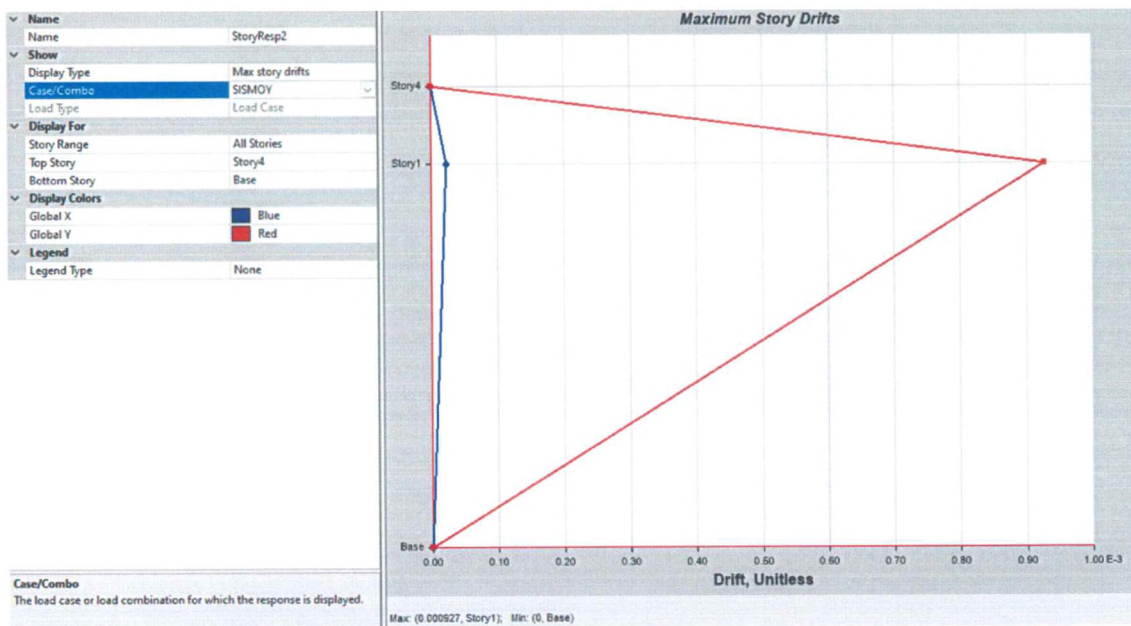 Name
Name StoryResp2
Show
Display Type Max story drifts
Case/Combo SISMOY
Load Type Load Case
Display For
Story Range All Stories
Top Story Story4
Bottom Story Base
Display Colors
Global X Blue
Global Y Red
Legend
Legend Type None
Case/Combo
The load case or load combination for which the response is displayed.
Maximum Story Drifts
Story4
Story1
Base
0.00 0.10 0.20 0.30 0.40 0.50 0.60 0.70 0.80 0.90 1.00 E-3
Drift, Unitless
Max: (0.000927, Story1); Min: (0, Base)